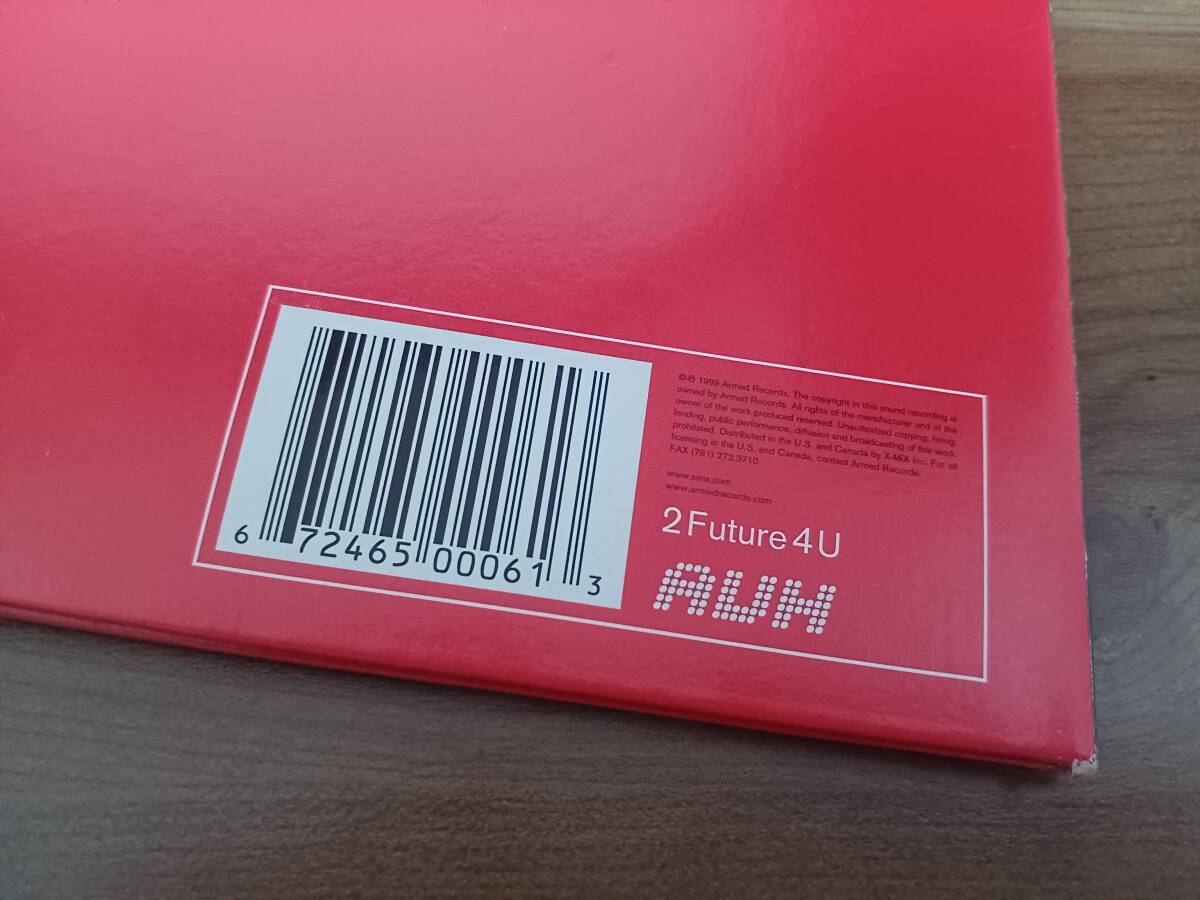 6 72465 00061 3
©℗ 1999 Armed Records. The copyright in this sound recording is
owned by Armed Records. All rights of the manufacturer and of the
owner of the work produced reserved. Unauthorized copying, hiring
lending, public performance, diffusion and broadcasting of this work
prohibited. Distributed in the U.S. and Canada by X-MiX Inc. For all
licensing in the U.S. and Canada, contact Armed Records.
FAX (781) 272.3710
www.xmix.com
www.armedrecords.com
2 Future 4 U
AVH